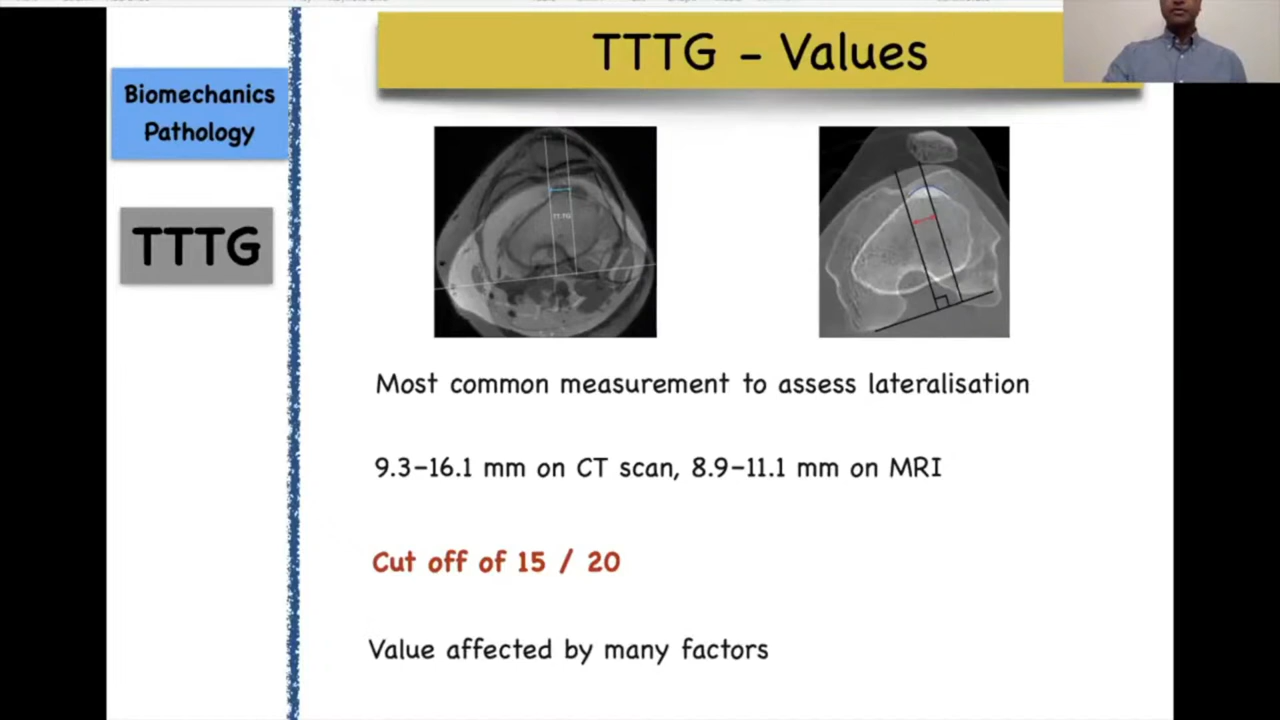 TTTG – Values
Biomechanics
Pathology
TTTG
Most common measurement to assess lateralisation
9.3–16.1 mm on CT scan, 8.9–11.1 mm on MRI
Cut off of 15 / 20
Value affected by many factors